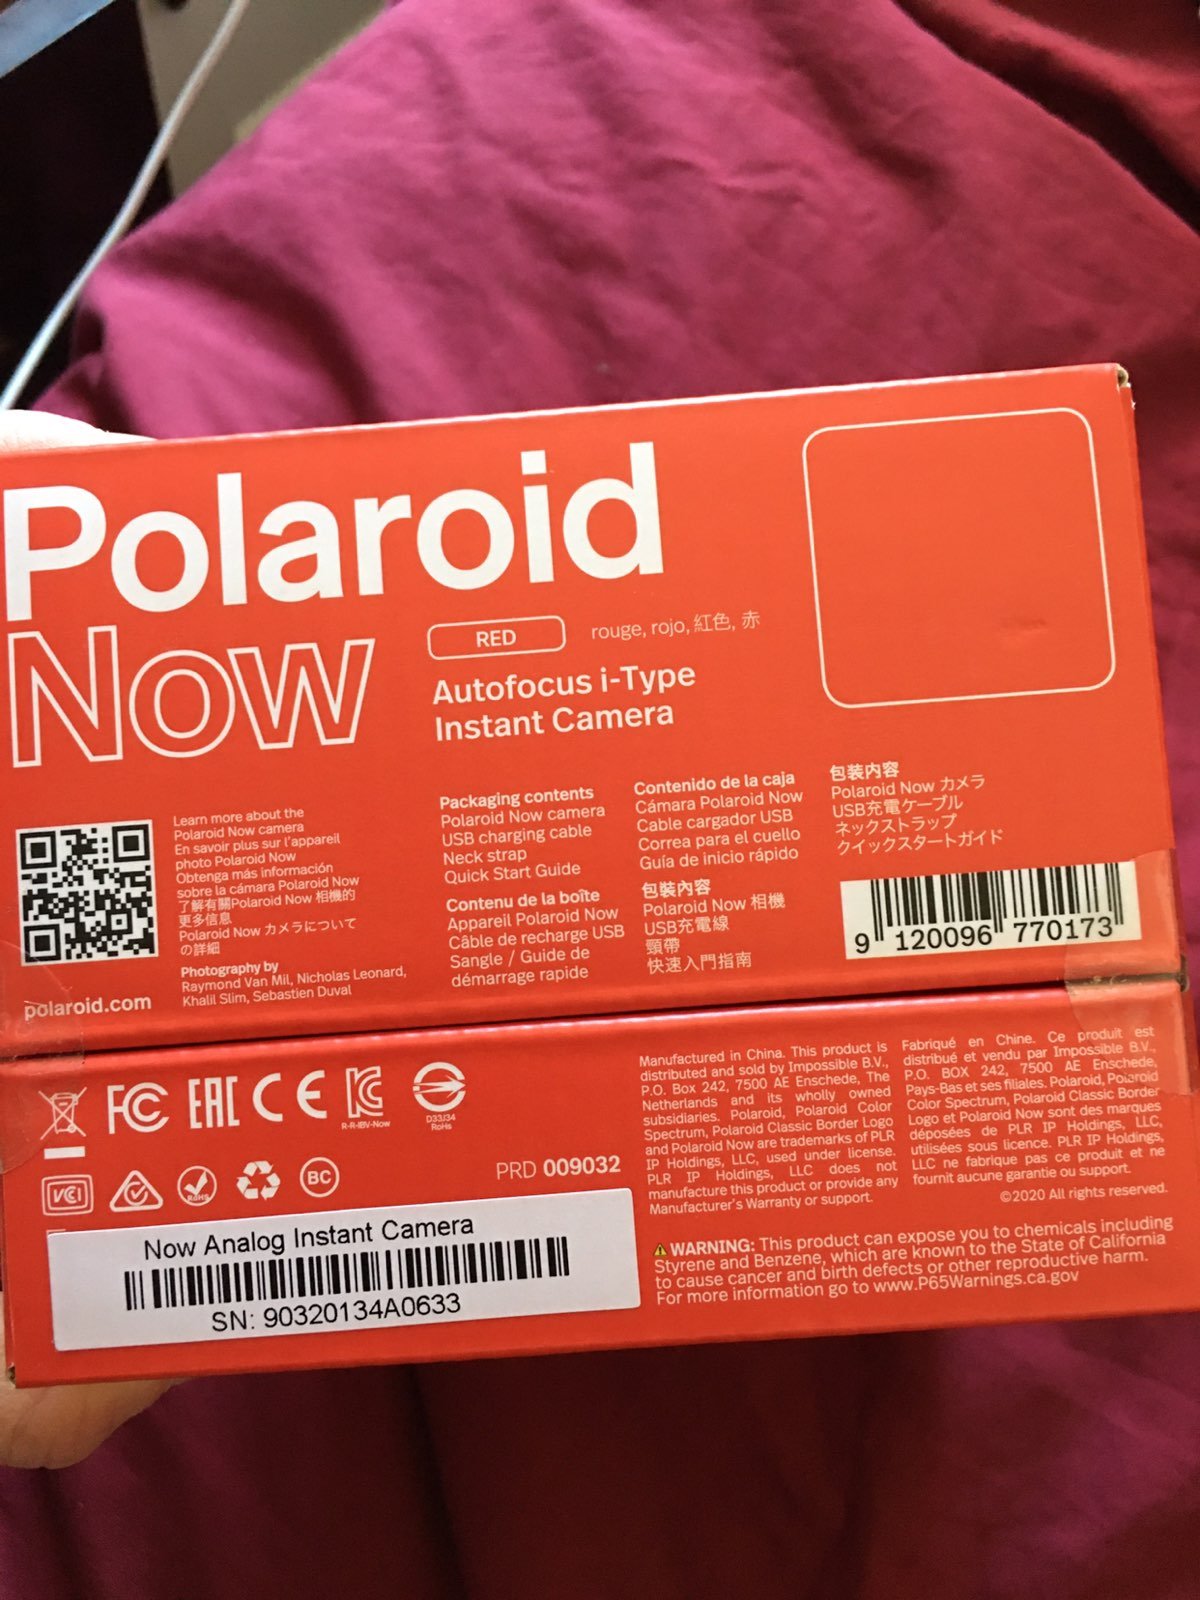 Polaroid
Now
RED
rouge, rojo, 紅色, 赤
Autofocus i-Type
Instant Camera
Learn more about the
Polaroid Now camera
En savoir plus sur l'appareil
photo Polaroid Now
Obtenga más información
sobre la cámara Polaroid Now
了解有關Polaroid Now 相機的
更多信息
Polaroid Now カメラについて
の詳細
Photography by
Raymond Van Mil, Nicholas Leonard,
Khalil Slim, Sebastien Duval
polaroid.com
Packaging contents
Polaroid Now camera
USB charging cable
Neck strap
Quick Start Guide
Contenu de la boîte
Appareil Polaroid Now
Câble de recharge USB
Sangle / Guide de
démarrage rapide
Contenido de la caja
Cámara Polaroid Now
Cable cargador USB
Correa para el cuello
Guía de inicio rápido
包裝內容
Polaroid Now 相機
USB充電線
頸帶
快速入門指南
包装内容
Polaroid Now カメラ
USB充電ケーブル
ネックストラップ
クイックスタートガイド
9 120096 770173
FC EAC CE
R-R-IBV-Now
D33J34
RoHS
VCCI
RoHS
BC
PRD 009032
Now Analog Instant Camera
SN: 90320134A0633
Manufactured in China. This product is
distributed and sold by Impossible B.V.,
P.O. Box 242, 7500 AE Enschede, The
Netherlands and its wholly owned
subsidiaries. Polaroid, Polaroid Color
Spectrum, Polaroid Classic Border Logo
and Polaroid Now are trademarks of PLR
IP Holdings, LLC, used under license.
PLR IP Holdings, LLC does not
manufacture this product or provide any
Manufacturer's Warranty or support.
Fabriqué en Chine. Ce produit est
distribué et vendu par Impossible B.V.,
P.O. BOX 242, 7500 AE Enschede,
Pays-Bas et ses filiales. Polaroid, Polaroid
Color Spectrum, Polaroid Classic Border
Logo et Polaroid Now sont des marques
déposées de PLR IP Holdings, LLC,
utilisées sous licence. PLR IP Holdings,
LLC ne fabrique pas ce produit et ne
fournit aucune garantie ou support.
©2020 All rights reserved.
WARNING: This product can expose you to chemicals including
Styrene and Benzene, which are known to the State of California
to cause cancer and birth defects or other reproductive harm.
For more information go to www.P65Warnings.ca.gov